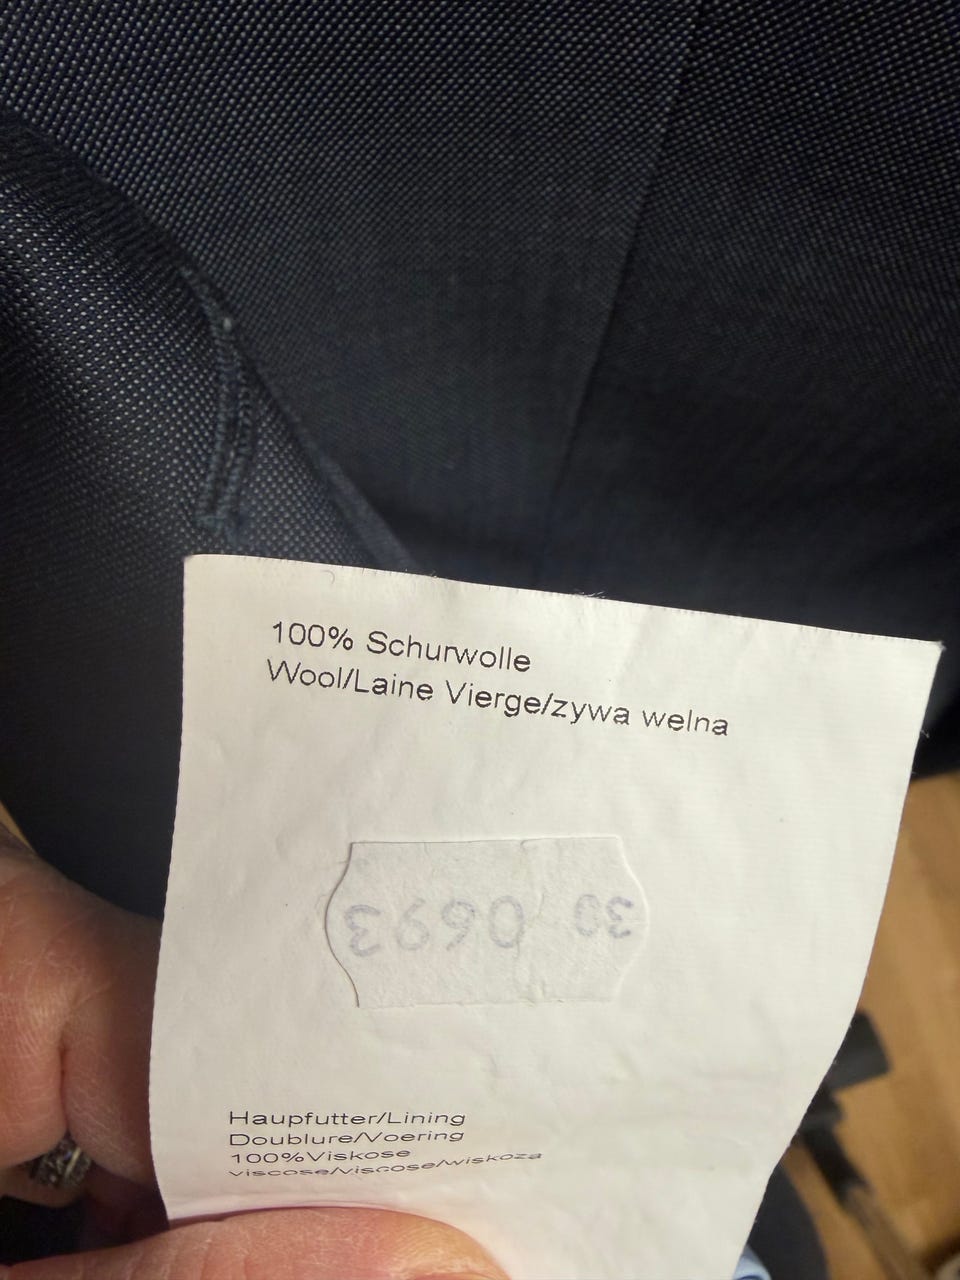 100% Schurwolle
Wool/Laine Vierge/zywa welna
30 0693
Haupfutter/Lining
Doublure/Voering
100%Viskose
viscose/viscose/wiskoza